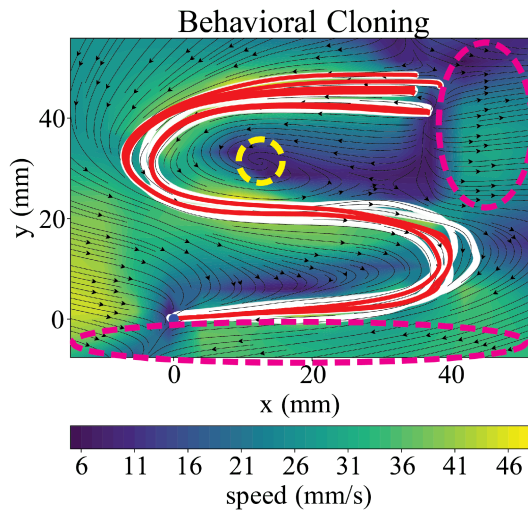 Behavioral Cloning
y (mm)
40
20
0
0 20 40
x (mm)
6 11 16 21 26 31 36 41 46
speed (mm/s)